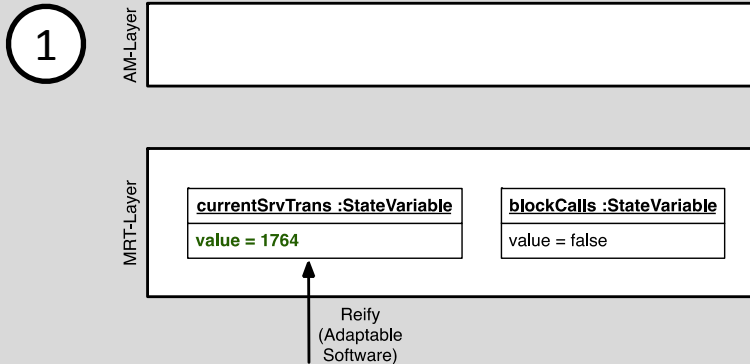 1
AM-Layer
MRT-Layer
currentSrvTrans :StateVariable
value = 1764
blockCalls :StateVariable
value = false
Reify
(Adaptable
Software)